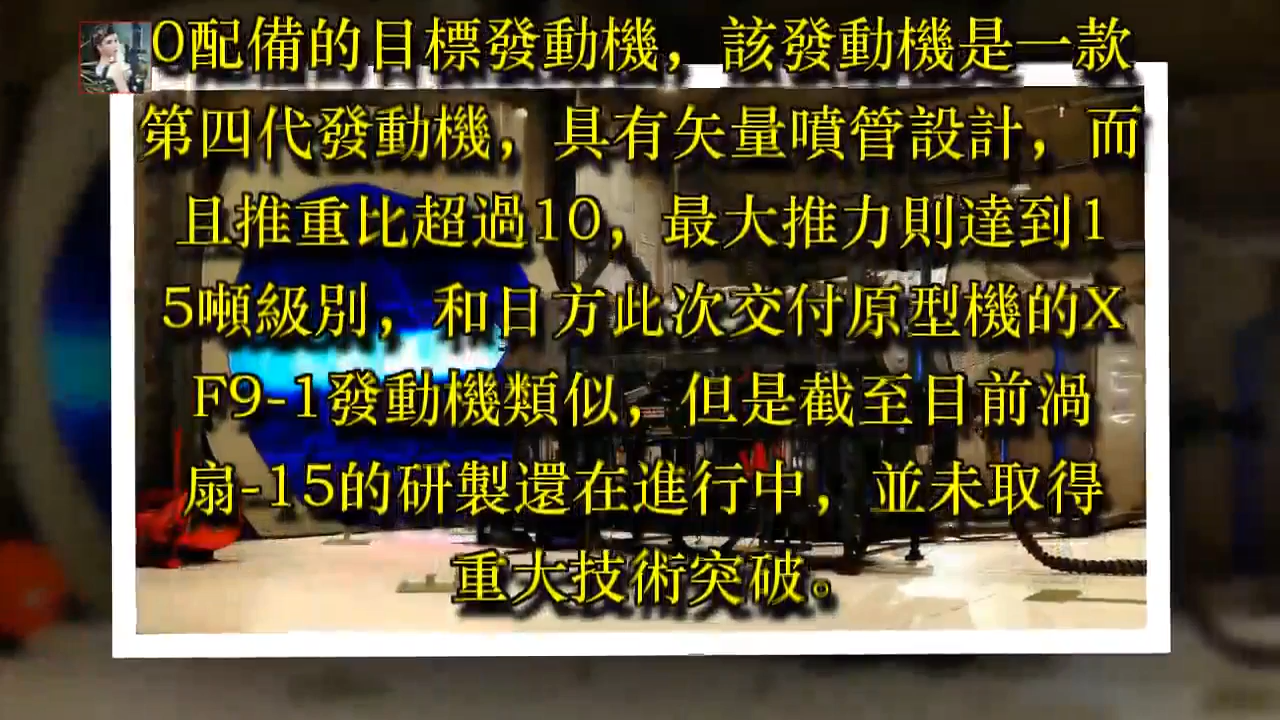 0配備的目標發動機，該發動機是一款
第四代發動機，具有矢量噴管設計，而
且推重比超過10，最大推力則達到1
5噸級別，和日方此次交付原型機的X
F9-1發動機類似，但是截至目前渦
扇-15的研製還在進行中，並未取得
重大技術突破。